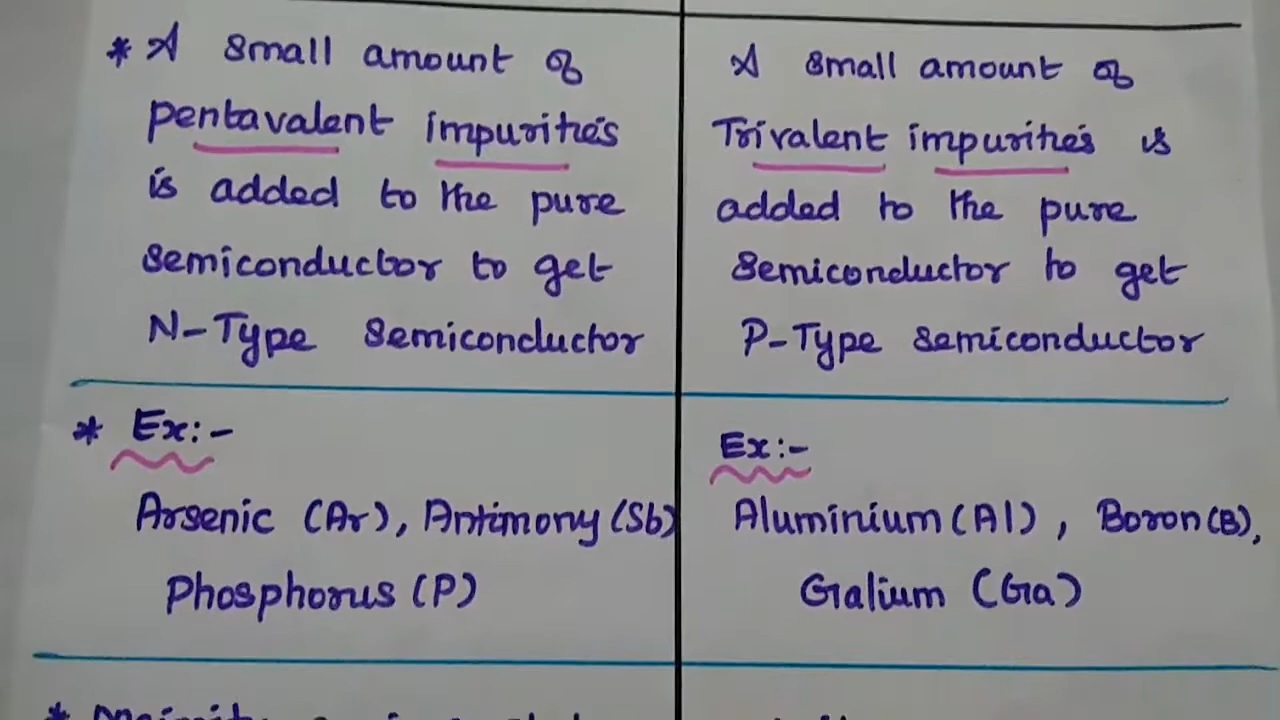 * A small amount of
pentavalent impurities
is added to the pure
semiconductor to get
N-Type semiconductor
A small amount of
Trivalent impurities is
added to the pure
semiconductor to get
P-Type semiconductor
* Ex:-
Arsenic (Ar), Antimony (Sb)
Phosphorus (P)
Ex:-
Aluminium (Al), Boron (B),
Galium (Ga)